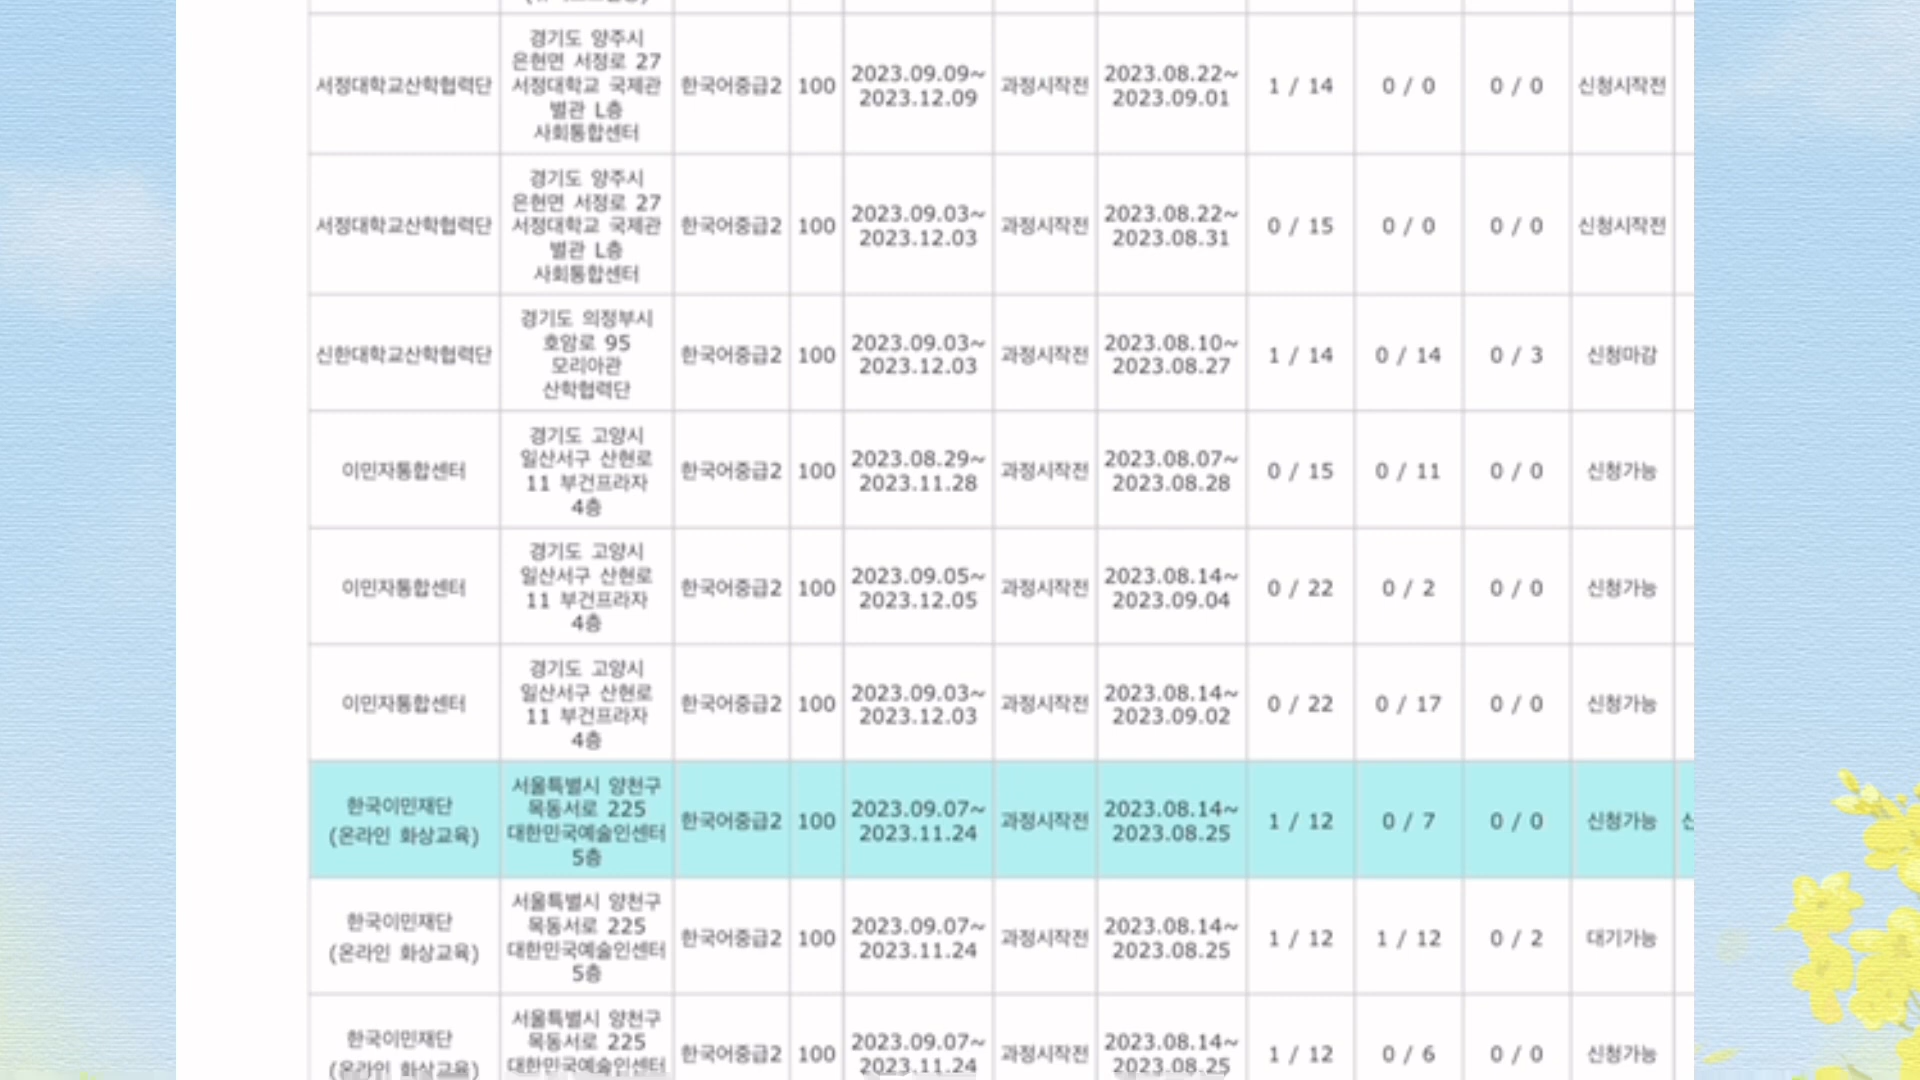 서정대학교산학협력단
경기도 양주시
은현면 서정로 27
서정대학교 국제관
별관 L층
사회통합센터
한국어중급2
100
2023.09.09~
2023.12.09
과정시작전
2023.08.22~
2023.09.01
1 / 14
0 / 0
0 / 0
신청시작전
서정대학교산학협력단
경기도 양주시
은현면 서정로 27
서정대학교 국제관
별관 L층
사회통합센터
한국어중급2
100
2023.09.03~
2023.12.03
과정시작전
2023.08.22~
2023.08.31
0 / 15
0 / 0
0 / 0
신청시작전
신한대학교산학협력단
경기도 의정부시
호암로 95
모리아관
산학협력단
한국어중급2
100
2023.09.03~
2023.12.03
과정시작전
2023.08.10~
2023.08.27
1 / 14
0 / 14
0 / 3
신청마감
이민자통합센터
경기도 고양시
일산서구 산현로
11 부건프라자
4층
한국어중급2
100
2023.08.29~
2023.11.28
과정시작전
2023.08.07~
2023.08.28
0 / 15
0 / 11
0 / 0
신청가능
이민자통합센터
경기도 고양시
일산서구 산현로
11 부건프라자
4층
한국어중급2
100
2023.09.05~
2023.12.05
과정시작전
2023.08.14~
2023.09.04
0 / 22
0 / 2
0 / 0
신청가능
이민자통합센터
경기도 고양시
일산서구 산현로
11 부건프라자
4층
한국어중급2
100
2023.09.03~
2023.12.03
과정시작전
2023.08.14~
2023.09.02
0 / 22
0 / 17
0 / 0
신청가능
한국이민재단
(온라인 화상교육)
서울특별시 양천구
목동서로 225
대한민국예술인센터
5층
한국어중급2
100
2023.09.07~
2023.11.24
과정시작전
2023.08.14~
2023.08.25
1 / 12
0 / 7
0 / 0
신청가능
한국이민재단
(온라인 화상교육)
서울특별시 양천구
목동서로 225
대한민국예술인센터
5층
한국어중급2
100
2023.09.07~
2023.11.24
과정시작전
2023.08.14~
2023.08.25
1 / 12
1 / 12
0 / 2
대기가능
한국이민재단
(온라인 화상교육)
서울특별시 양천구
목동서로 225
대한민국예술인센터
한국어중급2
100
2023.09.07~
2023.11.24
과정시작전
2023.08.14~
2023.08.25
1 / 12
0 / 6
0 / 0
신청가능